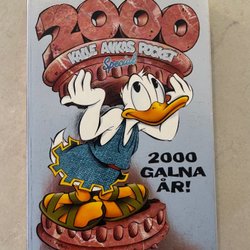 2000
KALLE ANKAS POCKET
Special
2000
GALNA
ÅR!